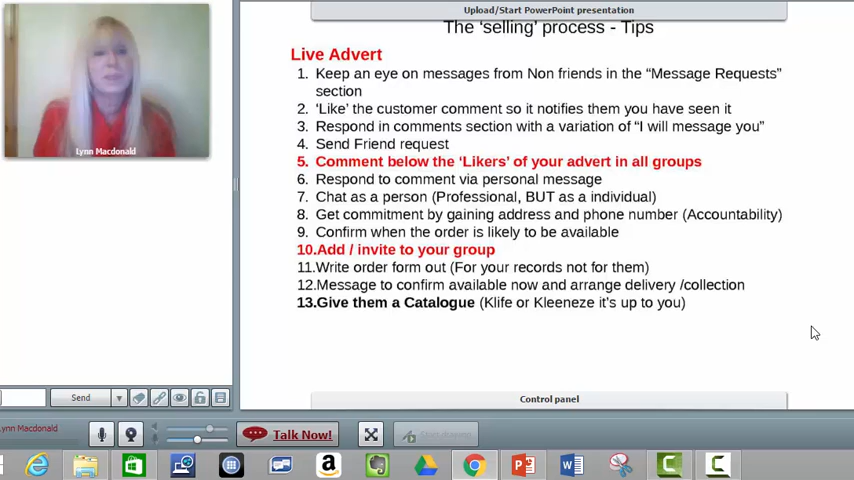 Upload/Start PowerPoint presentation
The ‘selling’ process - Tips
Live Advert
1. Keep an eye on messages from Non friends in the “Message Requests”
section
2. ‘Like’ the customer comment so it notifies them you have seen it
3. Respond in comments section with a variation of “I will message you”
4. Send Friend request
5. Comment below the ‘Likers’ of your advert in all groups
6. Respond to comment via personal message
7. Chat as a person (Professional, BUT as a individual)
8. Get commitment by gaining address and phone number (Accountability)
9. Confirm when the order is likely to be available
10.Add / invite to your group
11.Write order form out (For your records not for them)
12.Message to confirm available now and arrange delivery /collection
13.Give them a Catalogue (Klife or Kleeneze it’s up to you)
Lynn Macdonald
Send
Control panel
Lynn Macdonald
Talk Now!